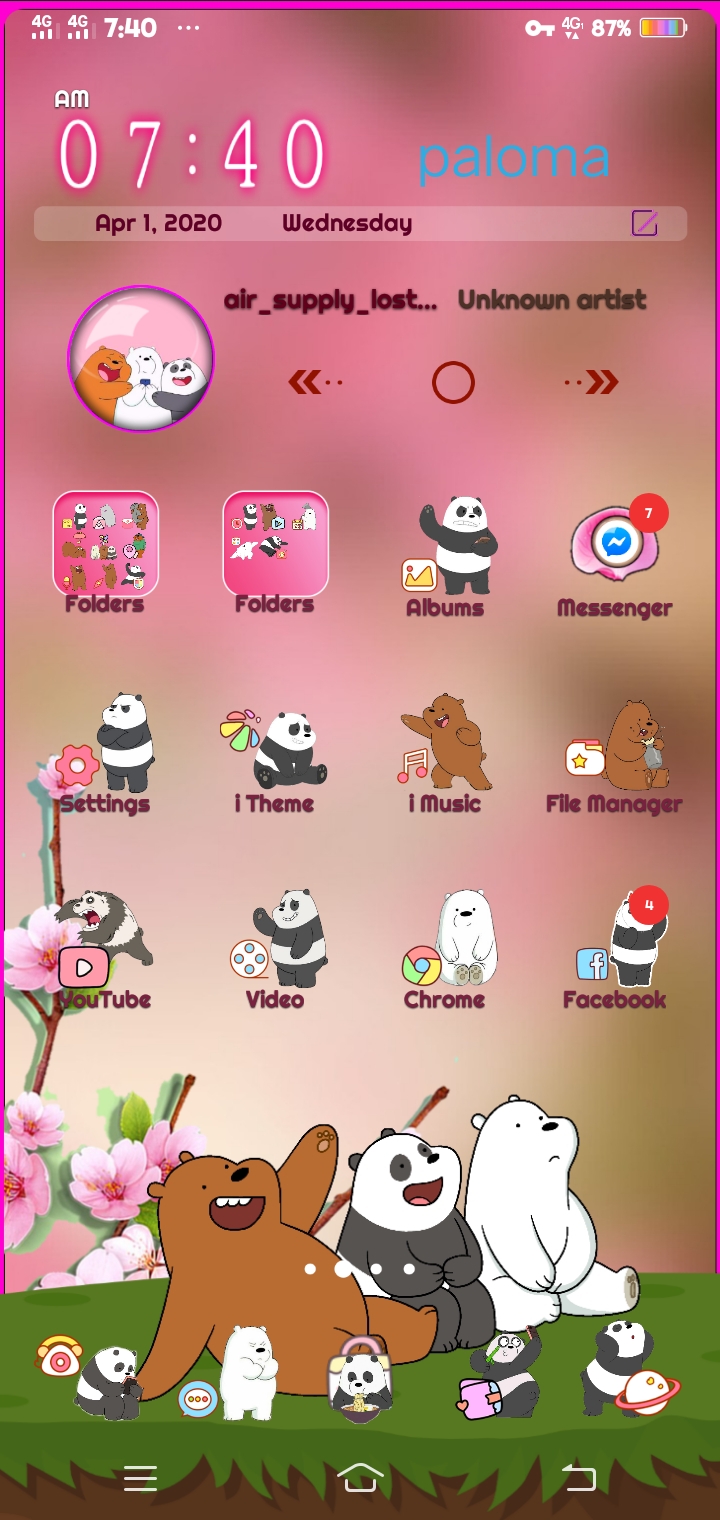 4G 4G 7:40 ... 4G 87%
AM
07:40 paloma
Apr 1, 2020 Wednesday
air_supply_lost... Unknown artist
7
Folders Folders Albums Messenger
Settings i Theme i Music File Manager
4
YouTube Video Chrome Facebook